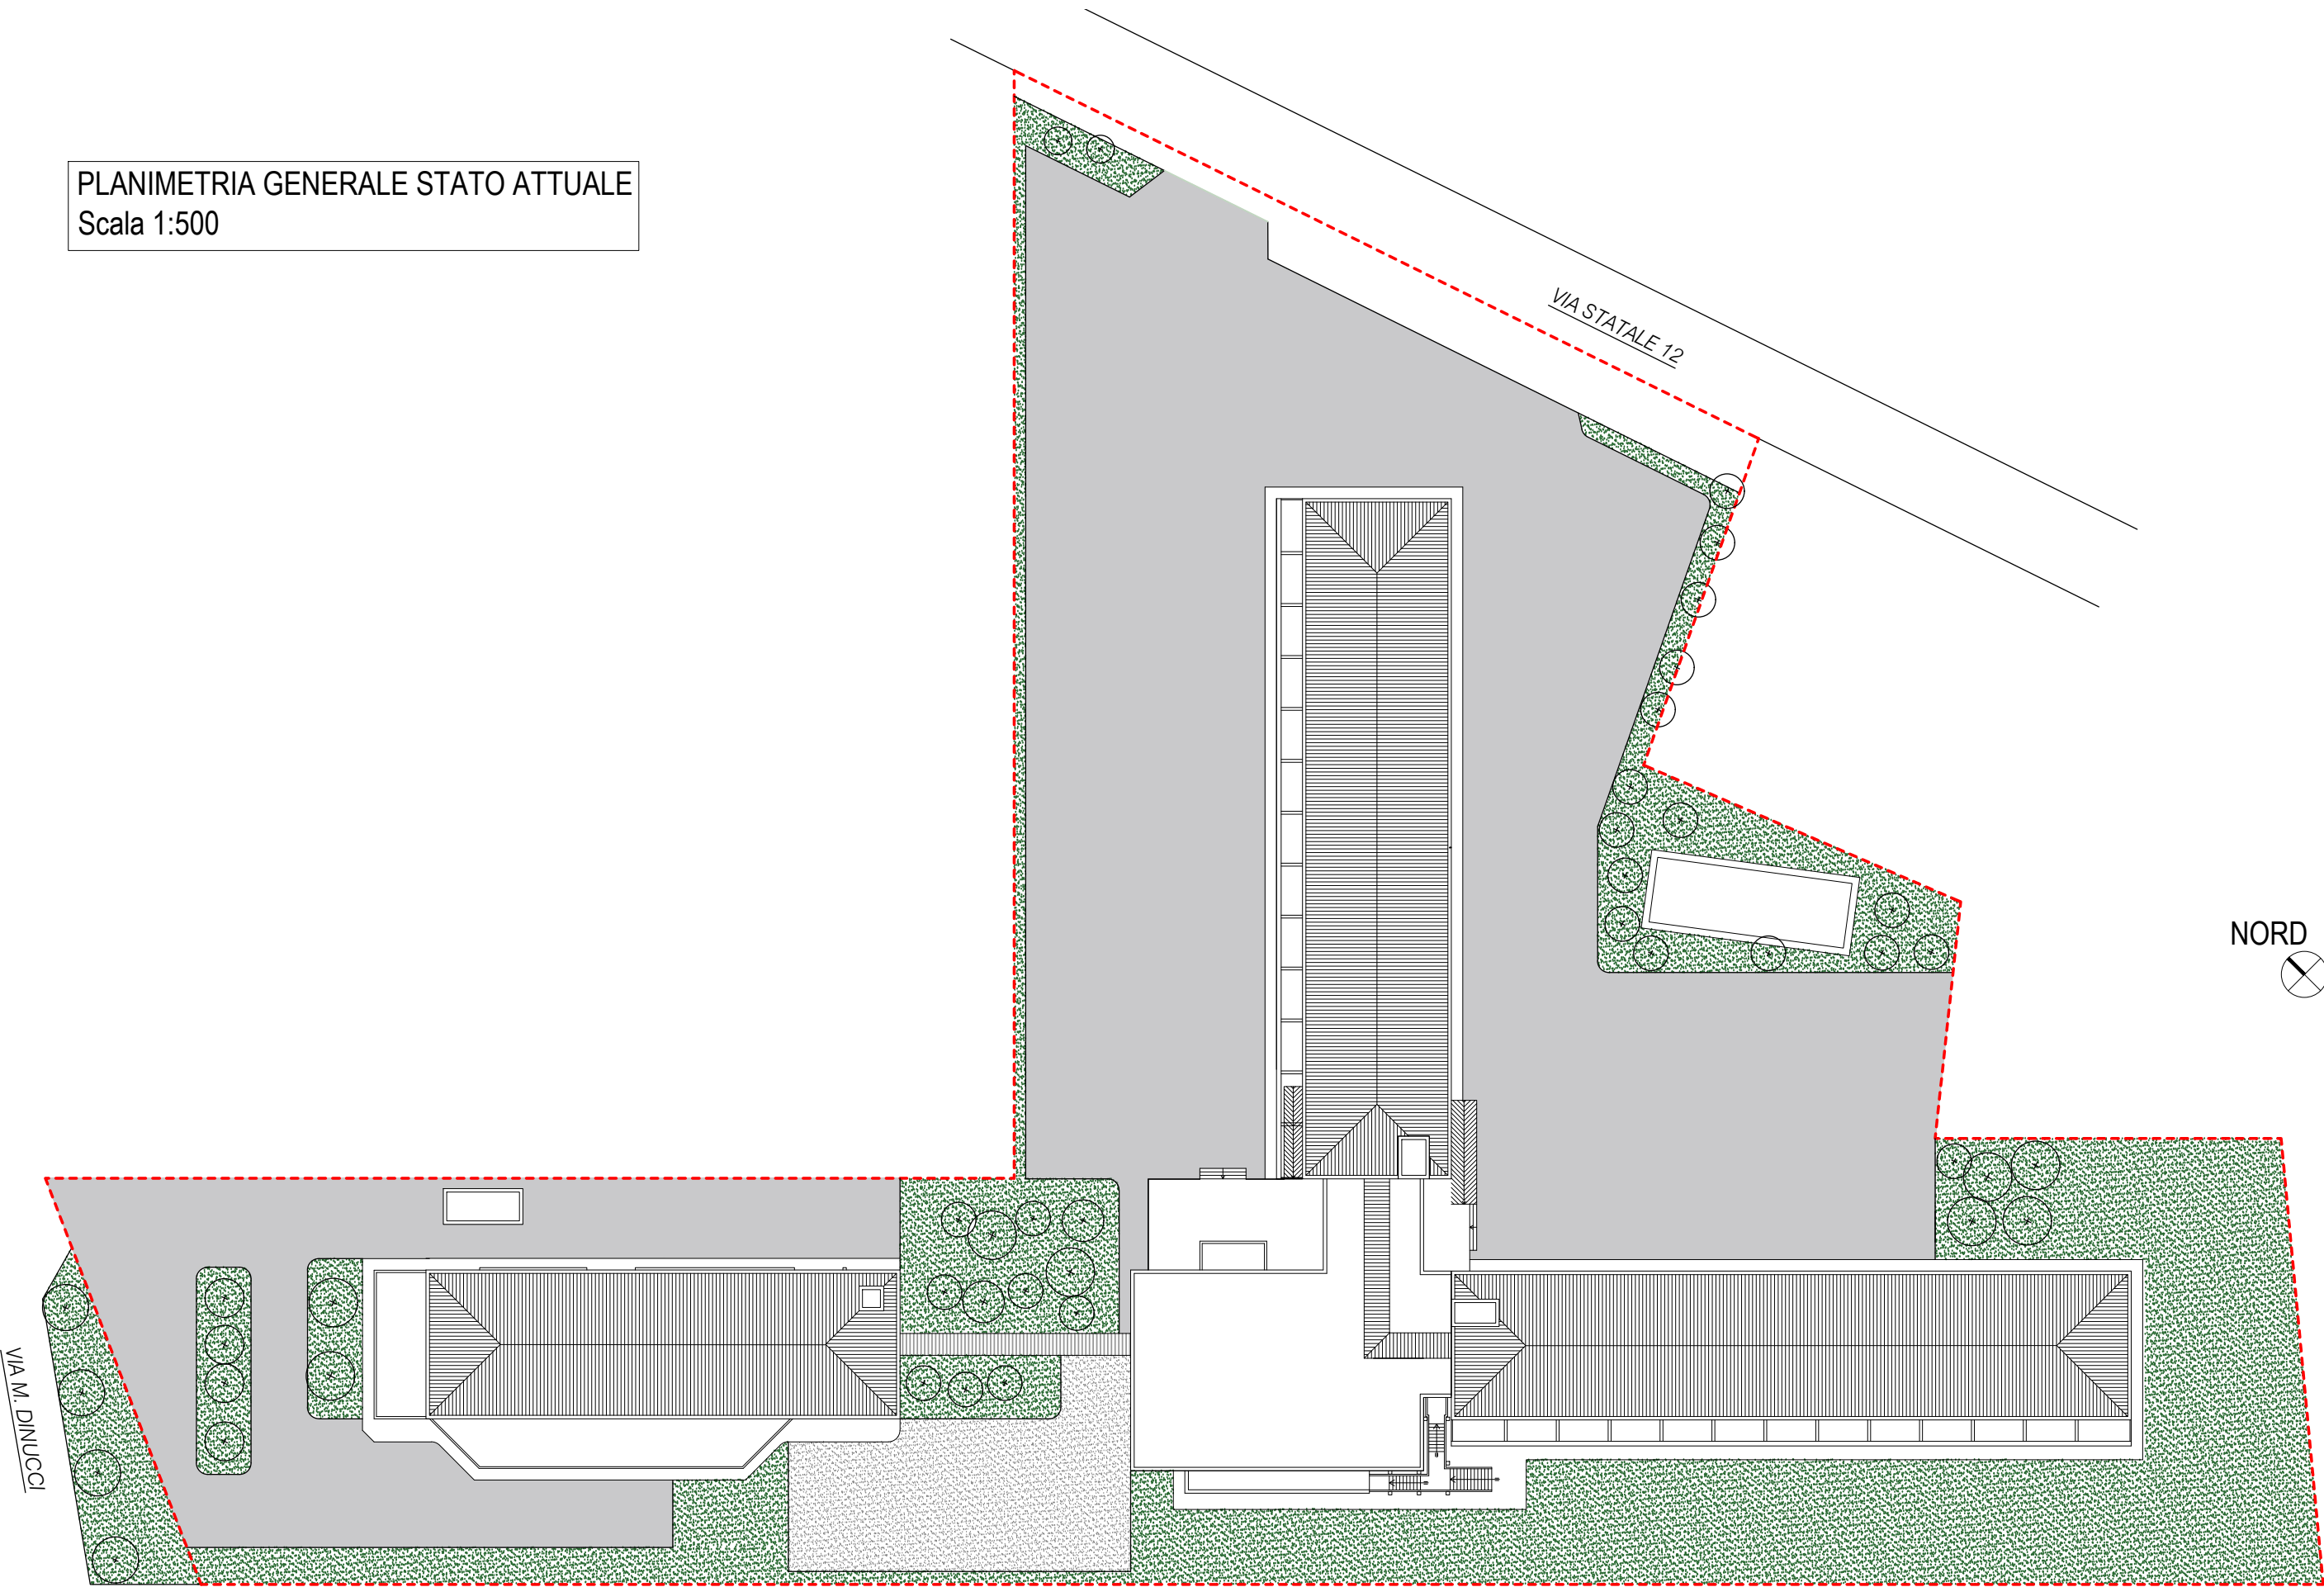 PLANIMETRIA GENERALE STATO ATTUALE
Scala 1:500
VIA STATALE 12
NORD
VIA M. DINUCCI